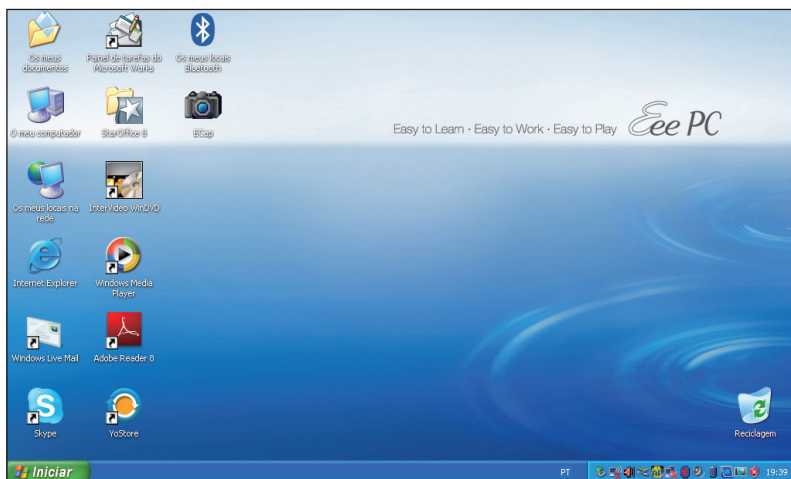 Os meus
documentos
Painel de tarefas do
Microsoft Works
Os meus locais
Bluetooth
O meu computador
StarOffice 8
ECap
Easy to Learn · Easy to Work · Easy to Play
Eee PC
Os meus locais na
rede
InterVideo WinDVD
Internet Explorer
Windows Media
Player
Windows Live Mail
Adobe Reader 8
Skype
YoStore
Reciclagem
Iniciar
PT
19:39